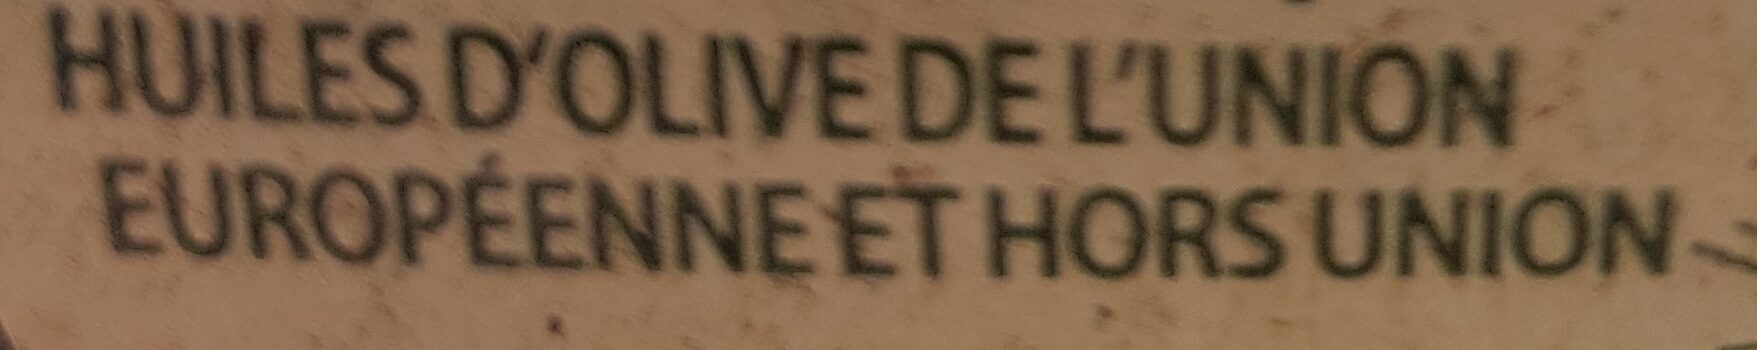 HUILES D'OLIVE DE L'UNION
EUROPÉENNE ET HORS UNION